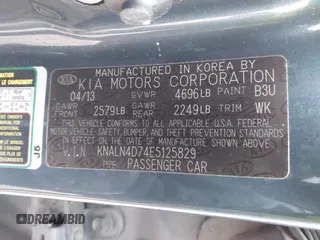 MANUFACTURED IN KOREA BY
KIA MOTORS CORPORATION
04/13 GVWR 4696LB PAINT B3U
GAWR FRONT 2579LB GAWR REAR 2249LB TRIM WK
THIS VEHICLE CONFORMS TO ALL APPLICABLE U.S.A. FEDERAL
MOTOR VEHICLE SAFETY, BUMPER, AND THEFT PREVENTION STANDARDS
IN EFFECT ON THE DATE OF MANUFACTURE SHOWN ABOVE.
V.I.N KNALN4D74E5125829
TYPE: PASSENGER CAR
J5
AUTOBIDMASTER